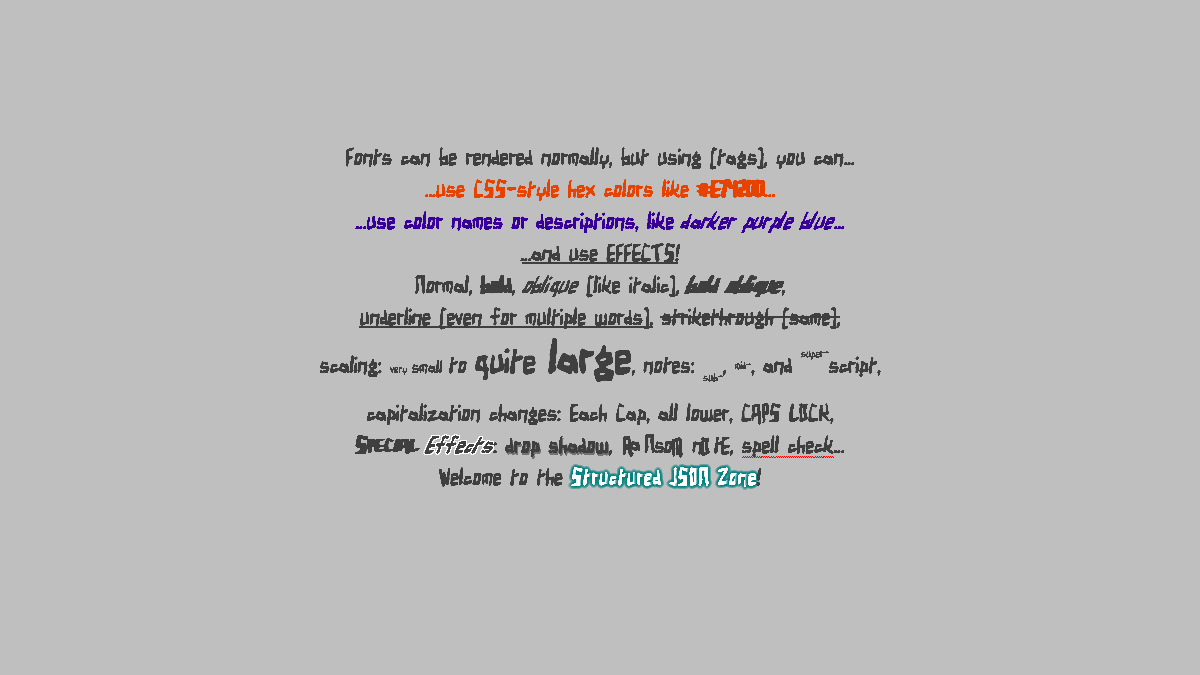 Fonts can be rendered normally, but using [tags], you can...
...use CSS-style hex colors like #E74200...
...use color names or descriptions, like darker purple blue...
...and use EFFECTS!
Normal, bold, oblique [like italic], bold oblique,
underline [even for multiple words], strikethrough [same],
scaling: very small to quite large, notes: sub-, mid-, and super-script,
capitalization changes: Each Cap, all lower, CAPS LOCK,
SPECIAL Effects: drop shadow, RaNsoM nOTE, spell check...
Welcome to the Structured JSON Zone!